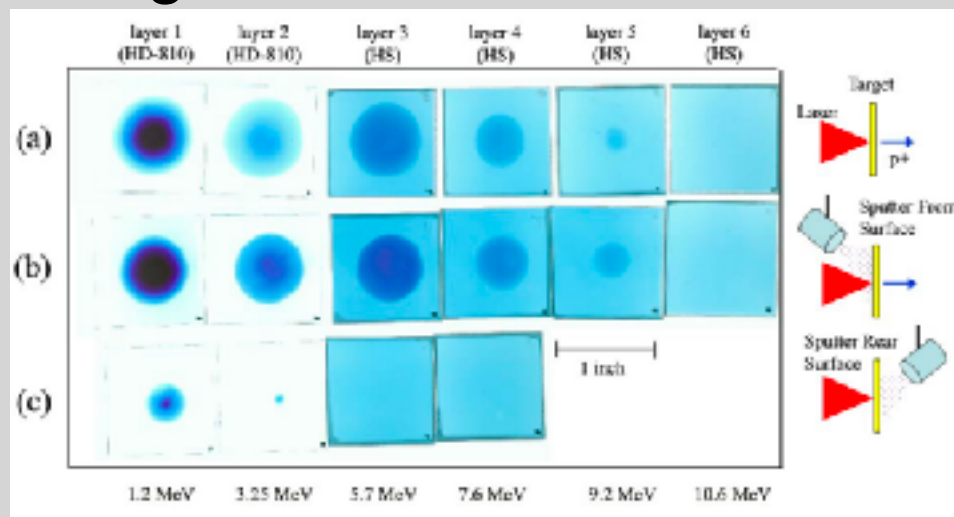 layer 1
(HD-810)
layer 2
(HD-810)
layer 3
(HS)
layer 4
(HS)
layer 5
(HS)
layer 6
(HS)
(a)
Laser
Target
p+
(b)
Sputter Front
Surface
(c)
1 inch
Sputter Rear
Surface
1.2 MeV
3.25 MeV
5.7 MeV
7.6 MeV
9.2 MeV
10.6 MeV